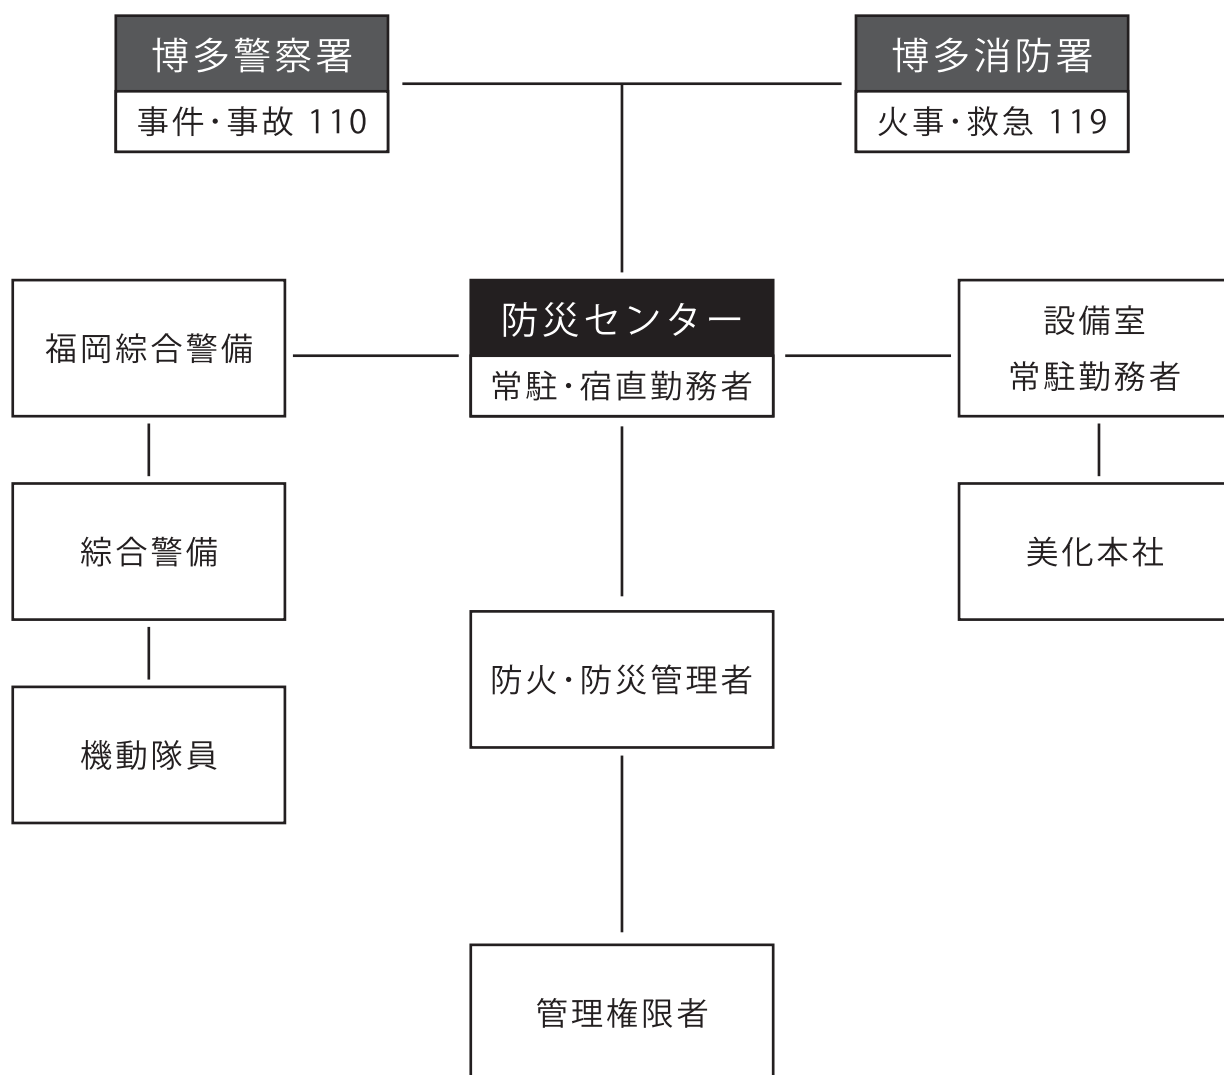 博多警察署
事件・事故 110
博多消防署
火事・救急 119
福岡綜合警備
防災センター
常駐・宿直勤務者
設備室
常駐勤務者
綜合警備
美化本社
防火・防災管理者
機動隊員
管理権限者